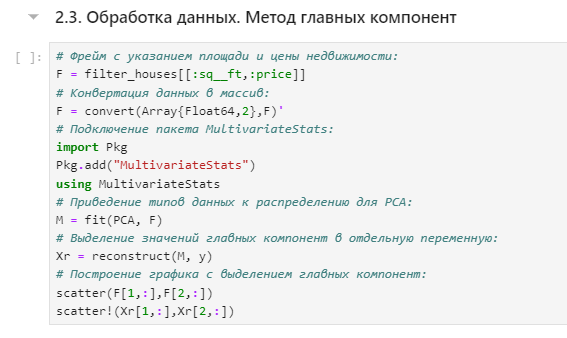 2.3. Обработка данных. Метод главных компонент
[ ]:
# Фрейм с указанием площади и цены недвижимости:
F = filter_houses[[:sq__ft,:price]]
# Конвертация данных в массив:
F = convert(Array{Float64,2},F)'
# Подключение пакета MultivariateStats:
import Pkg
Pkg.add("MultivariateStats")
using MultivariateStats
# Приведение типов данных к распределению для PCA:
M = fit(PCA, F)
# Выделение значений главных компонент в отдельную переменную:
Xr = reconstruct(M, y)
# Построение графика с выделением главных компонент:
scatter(F[1,:],F[2,:])
scatter!(Xr[1,:],Xr[2,:])